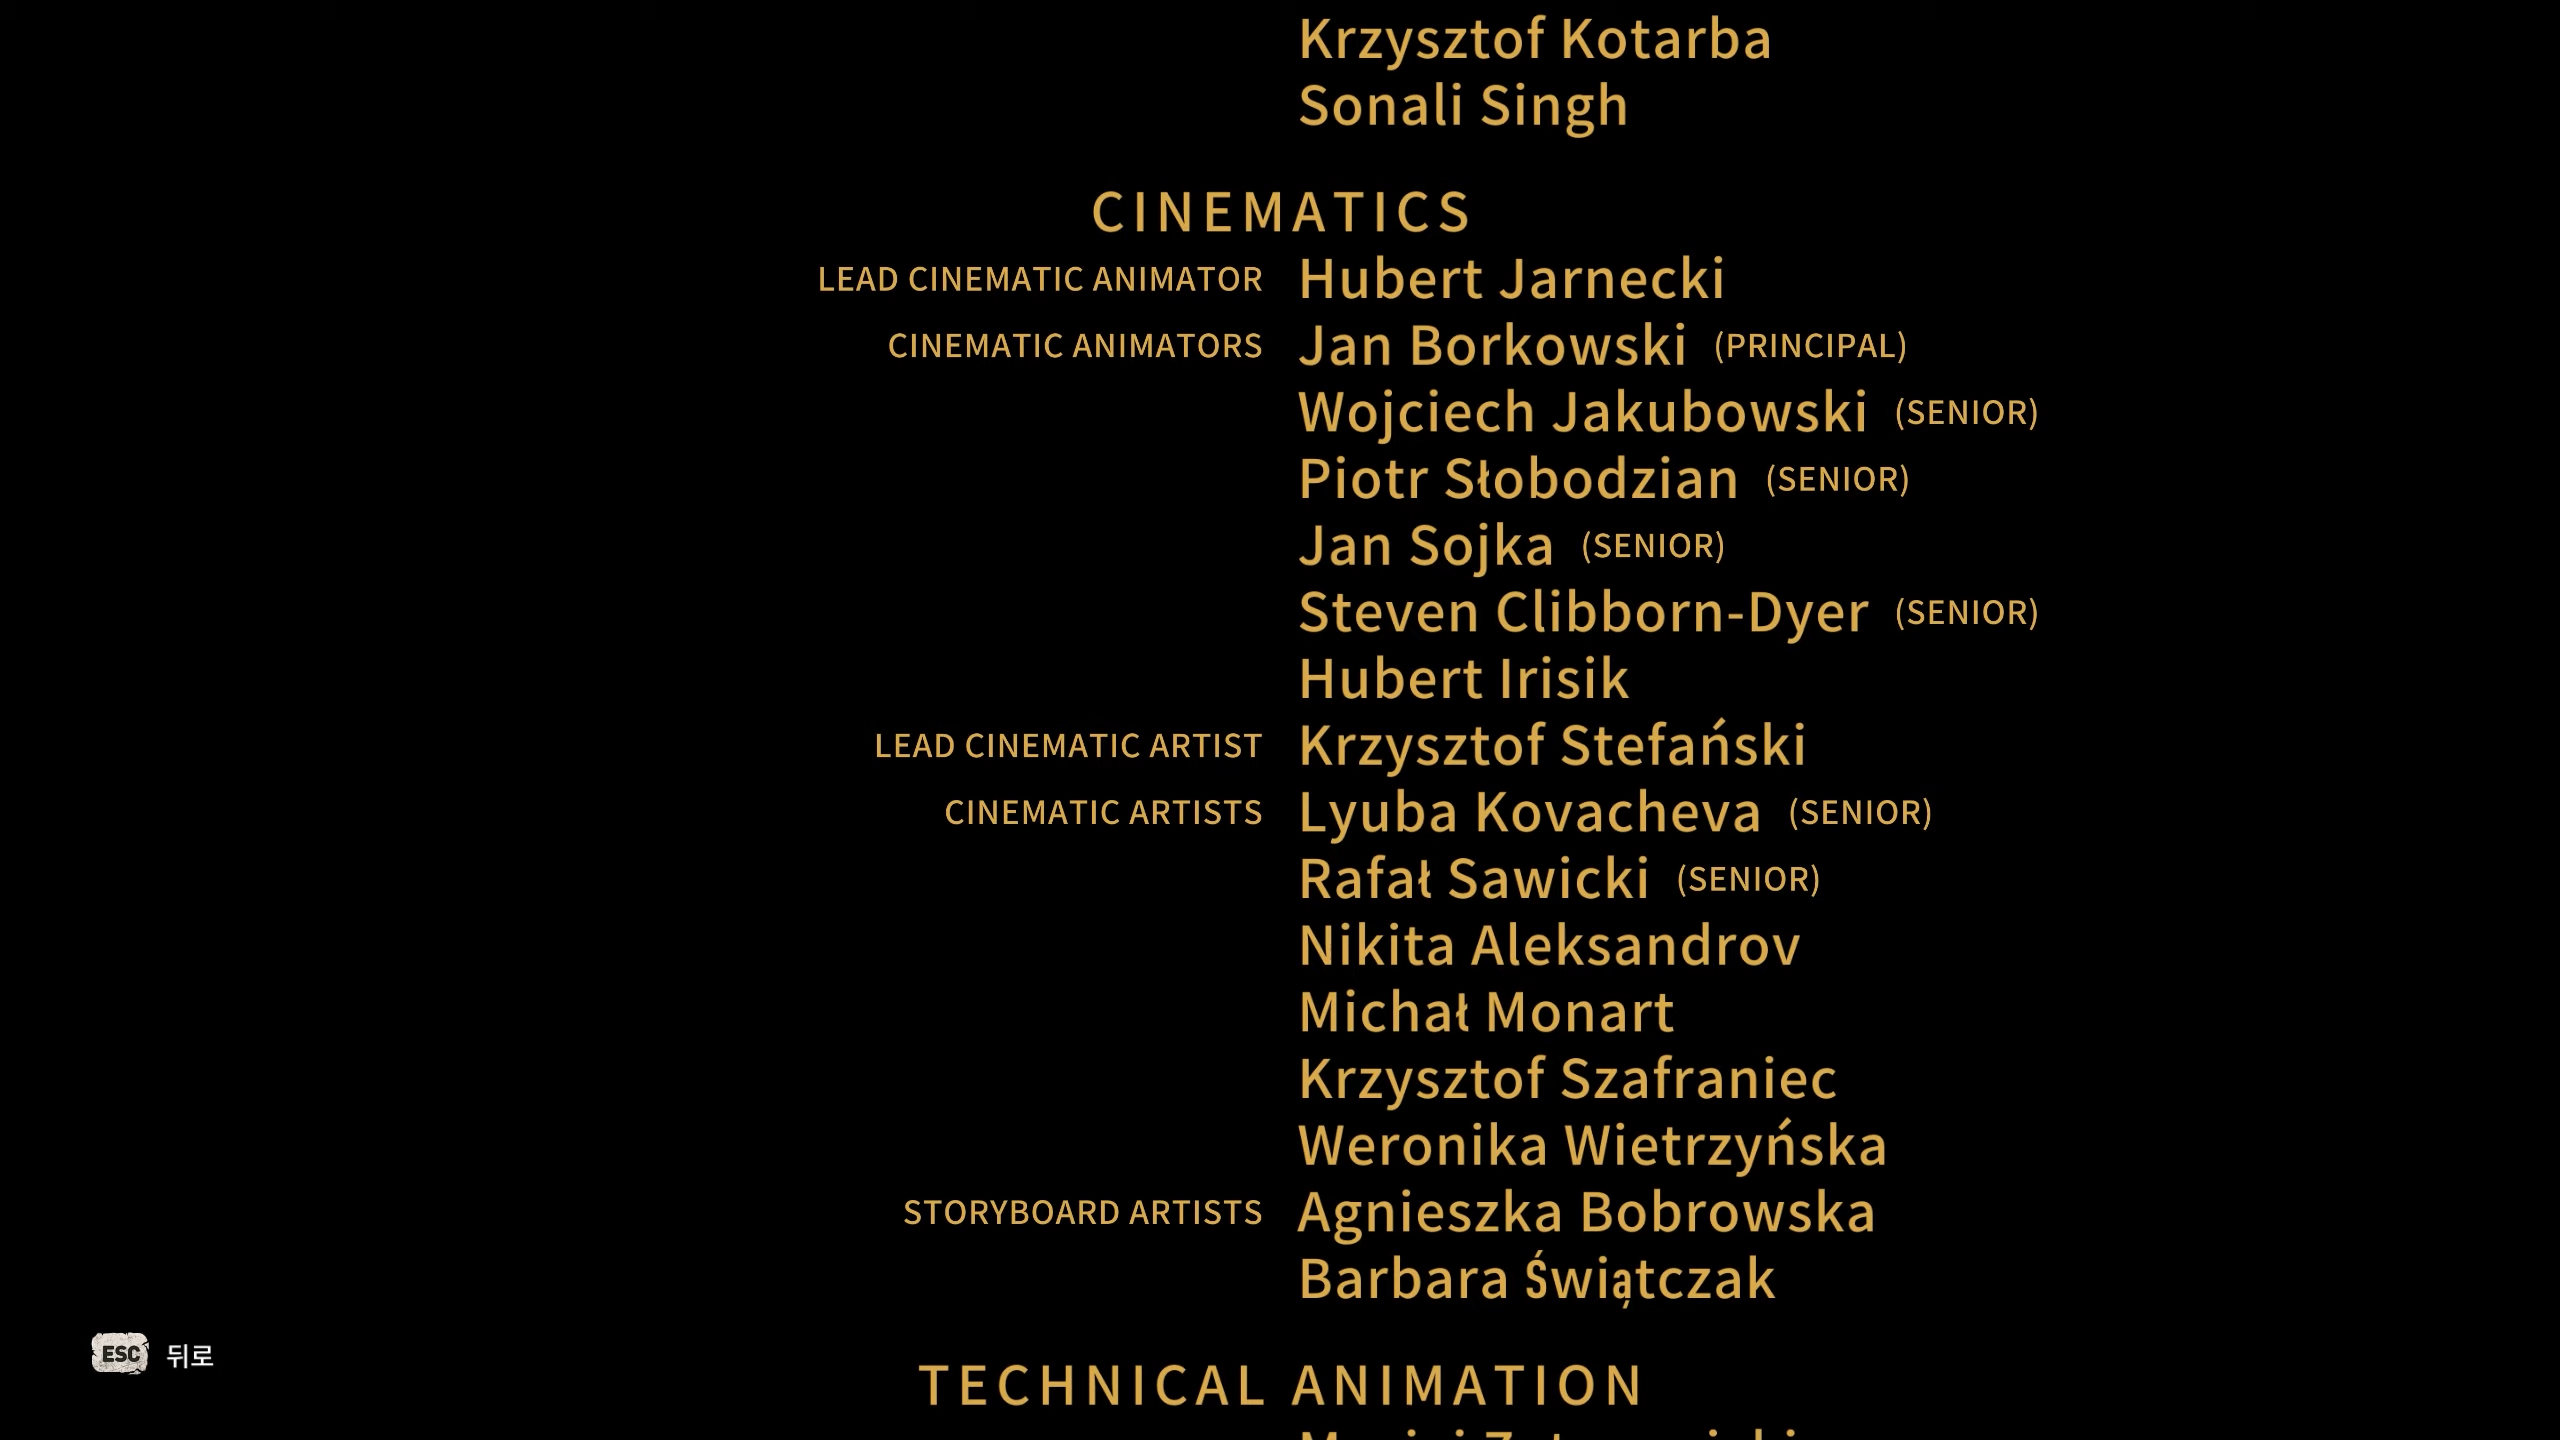 Krzysztof Kotarba
Sonali Singh
CINEMATICS
LEAD CINEMATIC ANIMATOR Hubert Jarnecki
CINEMATIC ANIMATORS Jan Borkowski (PRINCIPAL)
Wojciech Jakubowski (SENIOR)
Piotr Słobodzian (SENIOR)
Jan Sojka (SENIOR)
Steven Clibborn-Dyer (SENIOR)
Hubert Irisik
LEAD CINEMATIC ARTIST Krzysztof Stefański
CINEMATIC ARTISTS Lyuba Kovacheva (SENIOR)
Rafał Sawicki (SENIOR)
Nikita Aleksandrov
Michał Monart
Krzysztof Szafraniec
Weronika Wietrzyńska
STORYBOARD ARTISTS Agnieszka Bobrowska
Barbara Świątczak
ESC 뒤로
TECHNICAL ANIMATION